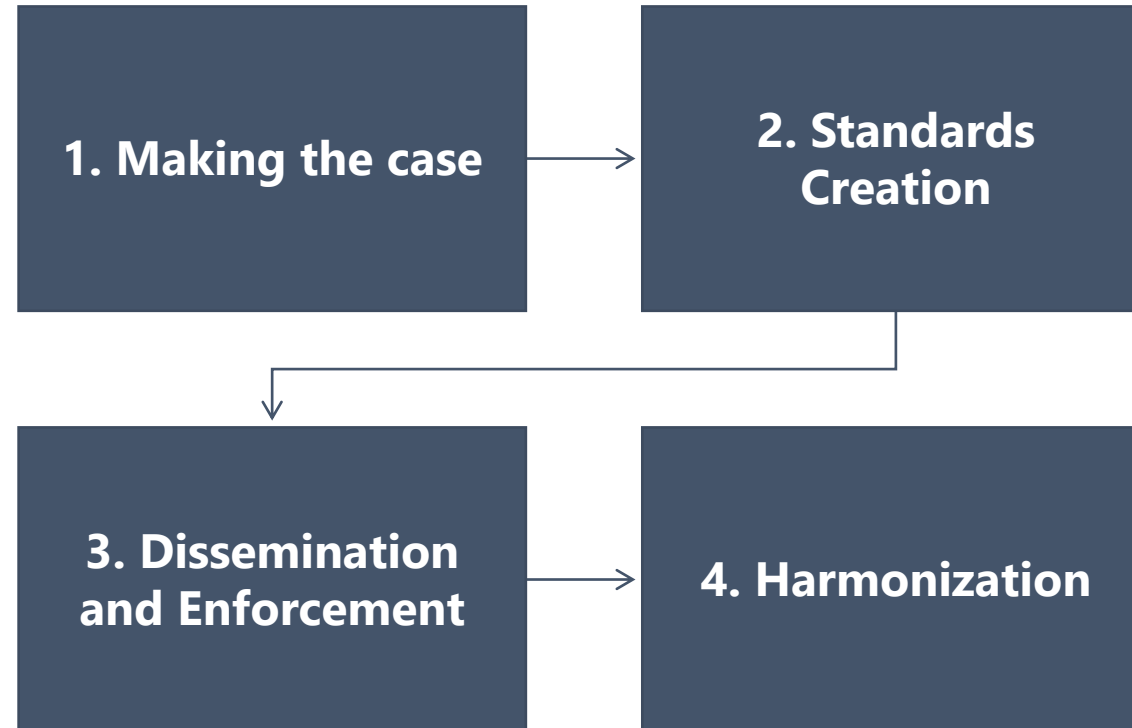 1. Making the case
2. Standards
Creation
3. Dissemination
and Enforcement
4. Harmonization